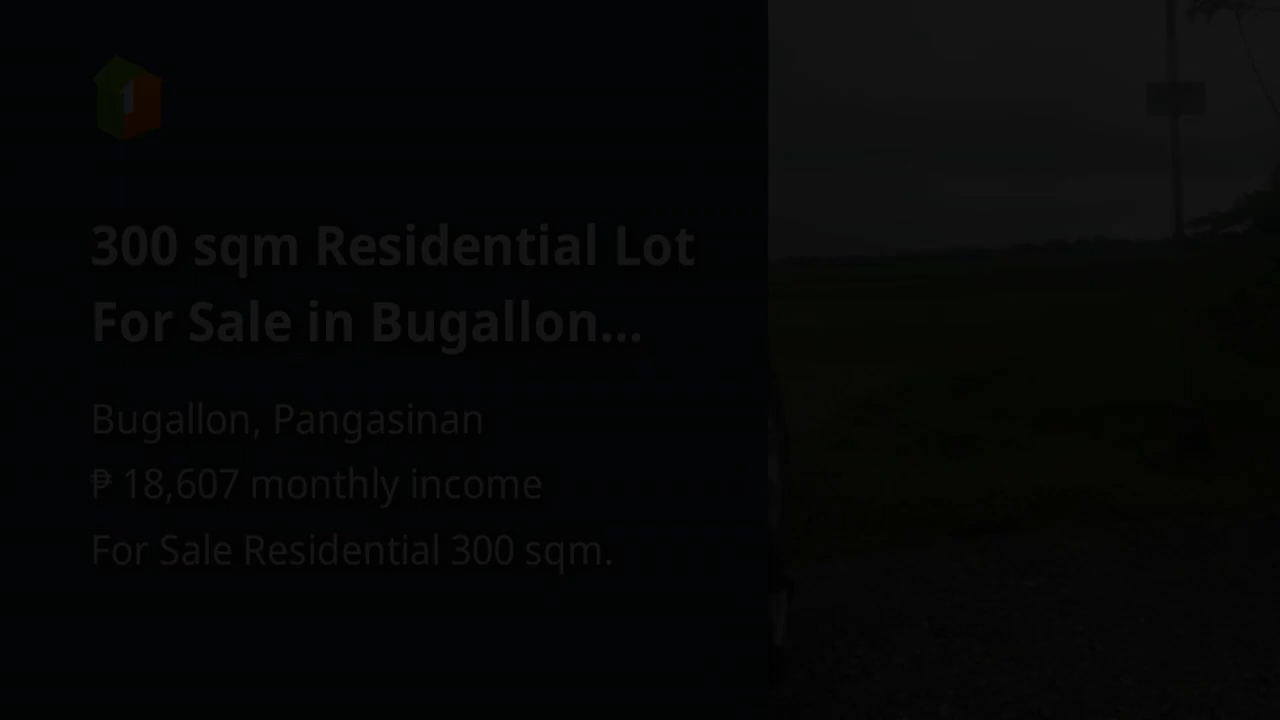 300 sqm Residential Lot
For Sale in Bugallon...
Bugallon, Pangasinan
₱ 18,607 monthly income
For Sale Residential 300 sqm.